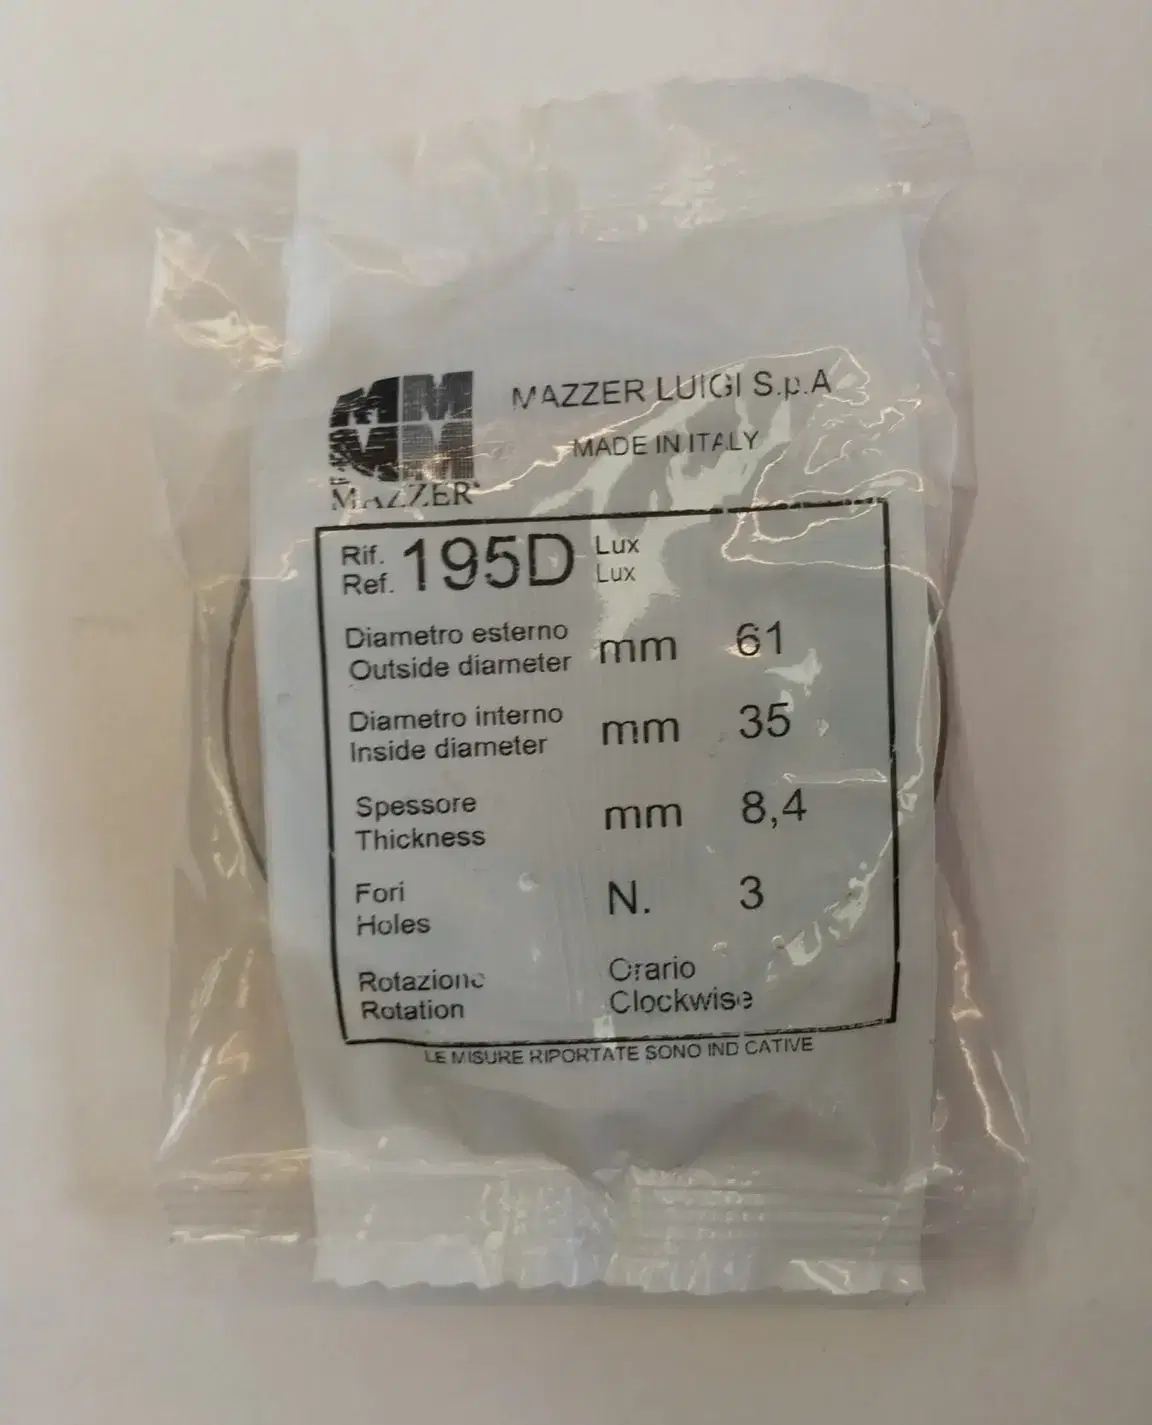 MAZZER LUIGI S.p.A
MADE IN ITALY
MAZZER
Rif. 195D Lux
Ref. Lux
Diametro esterno mm 61
Outside diameter
Diametro interno mm 35
Inside diameter
Spessore mm 8,4
Thickness
Fori N. 3
Holes
Rotazione Orario
Rotation Clockwise
LE MISURE RIPORTATE SONO INDICATIVE